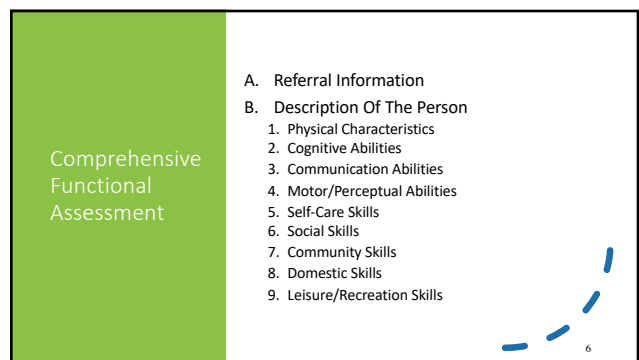 Comprehensive
Functional
Assessment
A. Referral Information
B. Description Of The Person
1. Physical Characteristics
2. Cognitive Abilities
3. Communication Abilities
4. Motor/Perceptual Abilities
5. Self-Care Skills
6. Social Skills
7. Community Skills
8. Domestic Skills
9. Leisure/Recreation Skills
6